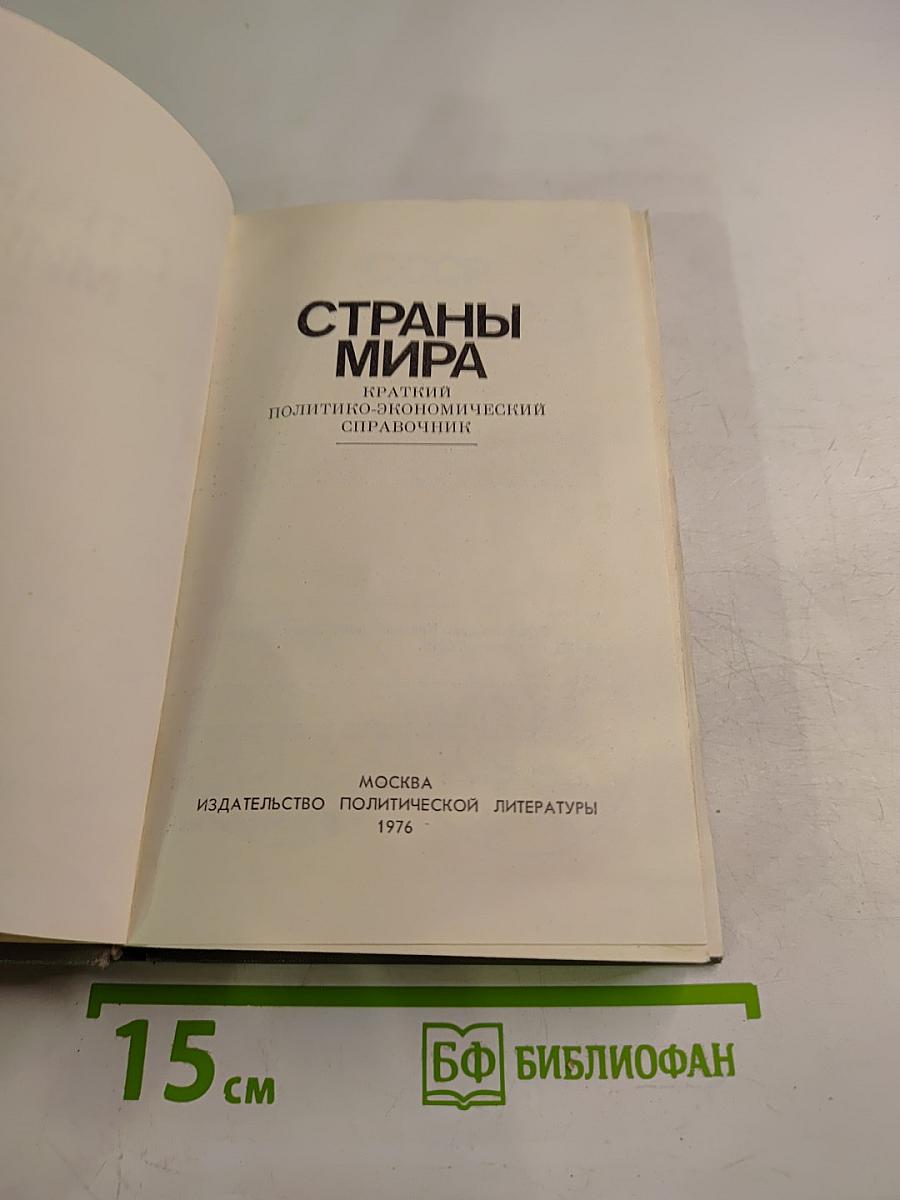 СТРАНЫ
МИРА
КРАТКИЙ
ПОЛИТИКО-ЭКОНОМИЧЕСКИЙ
СПРАВОЧНИК
МОСКВА
ИЗДАТЕЛЬСТВО ПОЛИТИЧЕСКОЙ ЛИТЕРАТУРЫ
1976
15 см
БФ БИБЛИОФАН